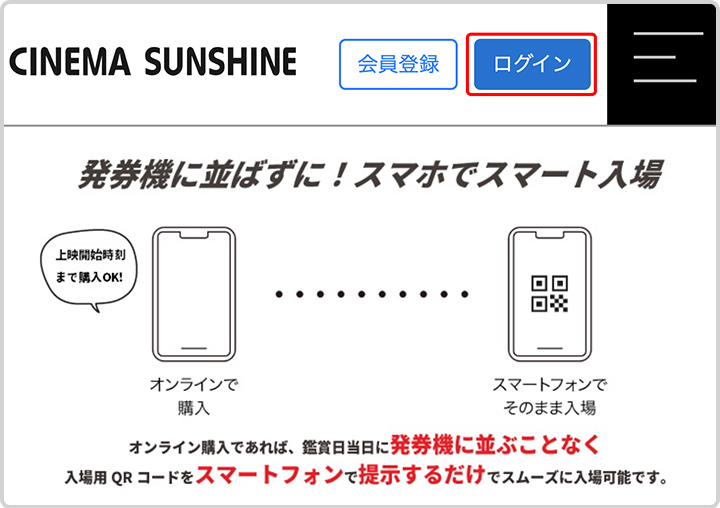 CINEMA SUNSHINE
会員登録
ログイン
発券機に並ばずに！スマホでスマート入場
上映開始時刻
まで購入OK!
オンラインで
購入
スマートフォンで
そのまま入場
オンライン購入であれば、鑑賞日当日に発券機に並ぶことなく
入場用QRコードをスマートフォンで提示するだけでスムーズに入場可能です。